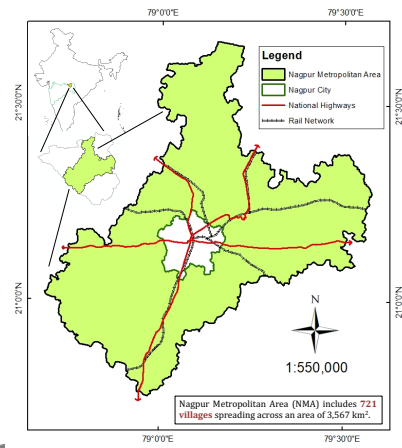 79°0'0"E
79°30'0"E
Legend
Nagpur Metropolitan Area
Nagpur City
National Highways
Rail Network
21°30'0"N
21°30'0"N
21°0'0"N
21°0'0"N
N
1:550,000
Nagpur Metropolitan Area (NMA) includes 721
villages spreading across an area of 3,567 km².
79°0'0"E
79°30'0"E